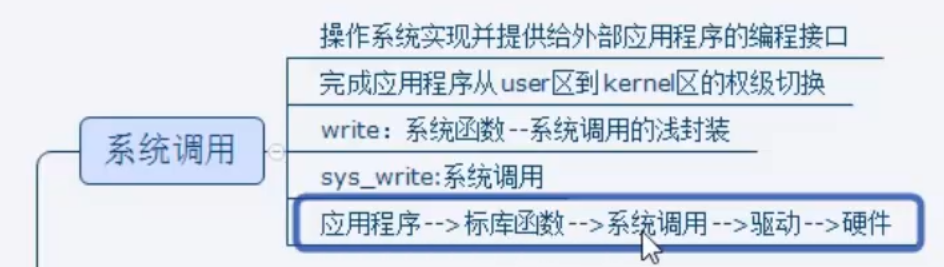 操作系统实现并提供给外部应用程序的编程接口
完成应用程序从user区到kernel区的权级切换
系统调用
write：系统函数--系统调用的浅封装
sys_write:系统调用
应用程序-->标库函数-->系统调用-->驱动-->硬件